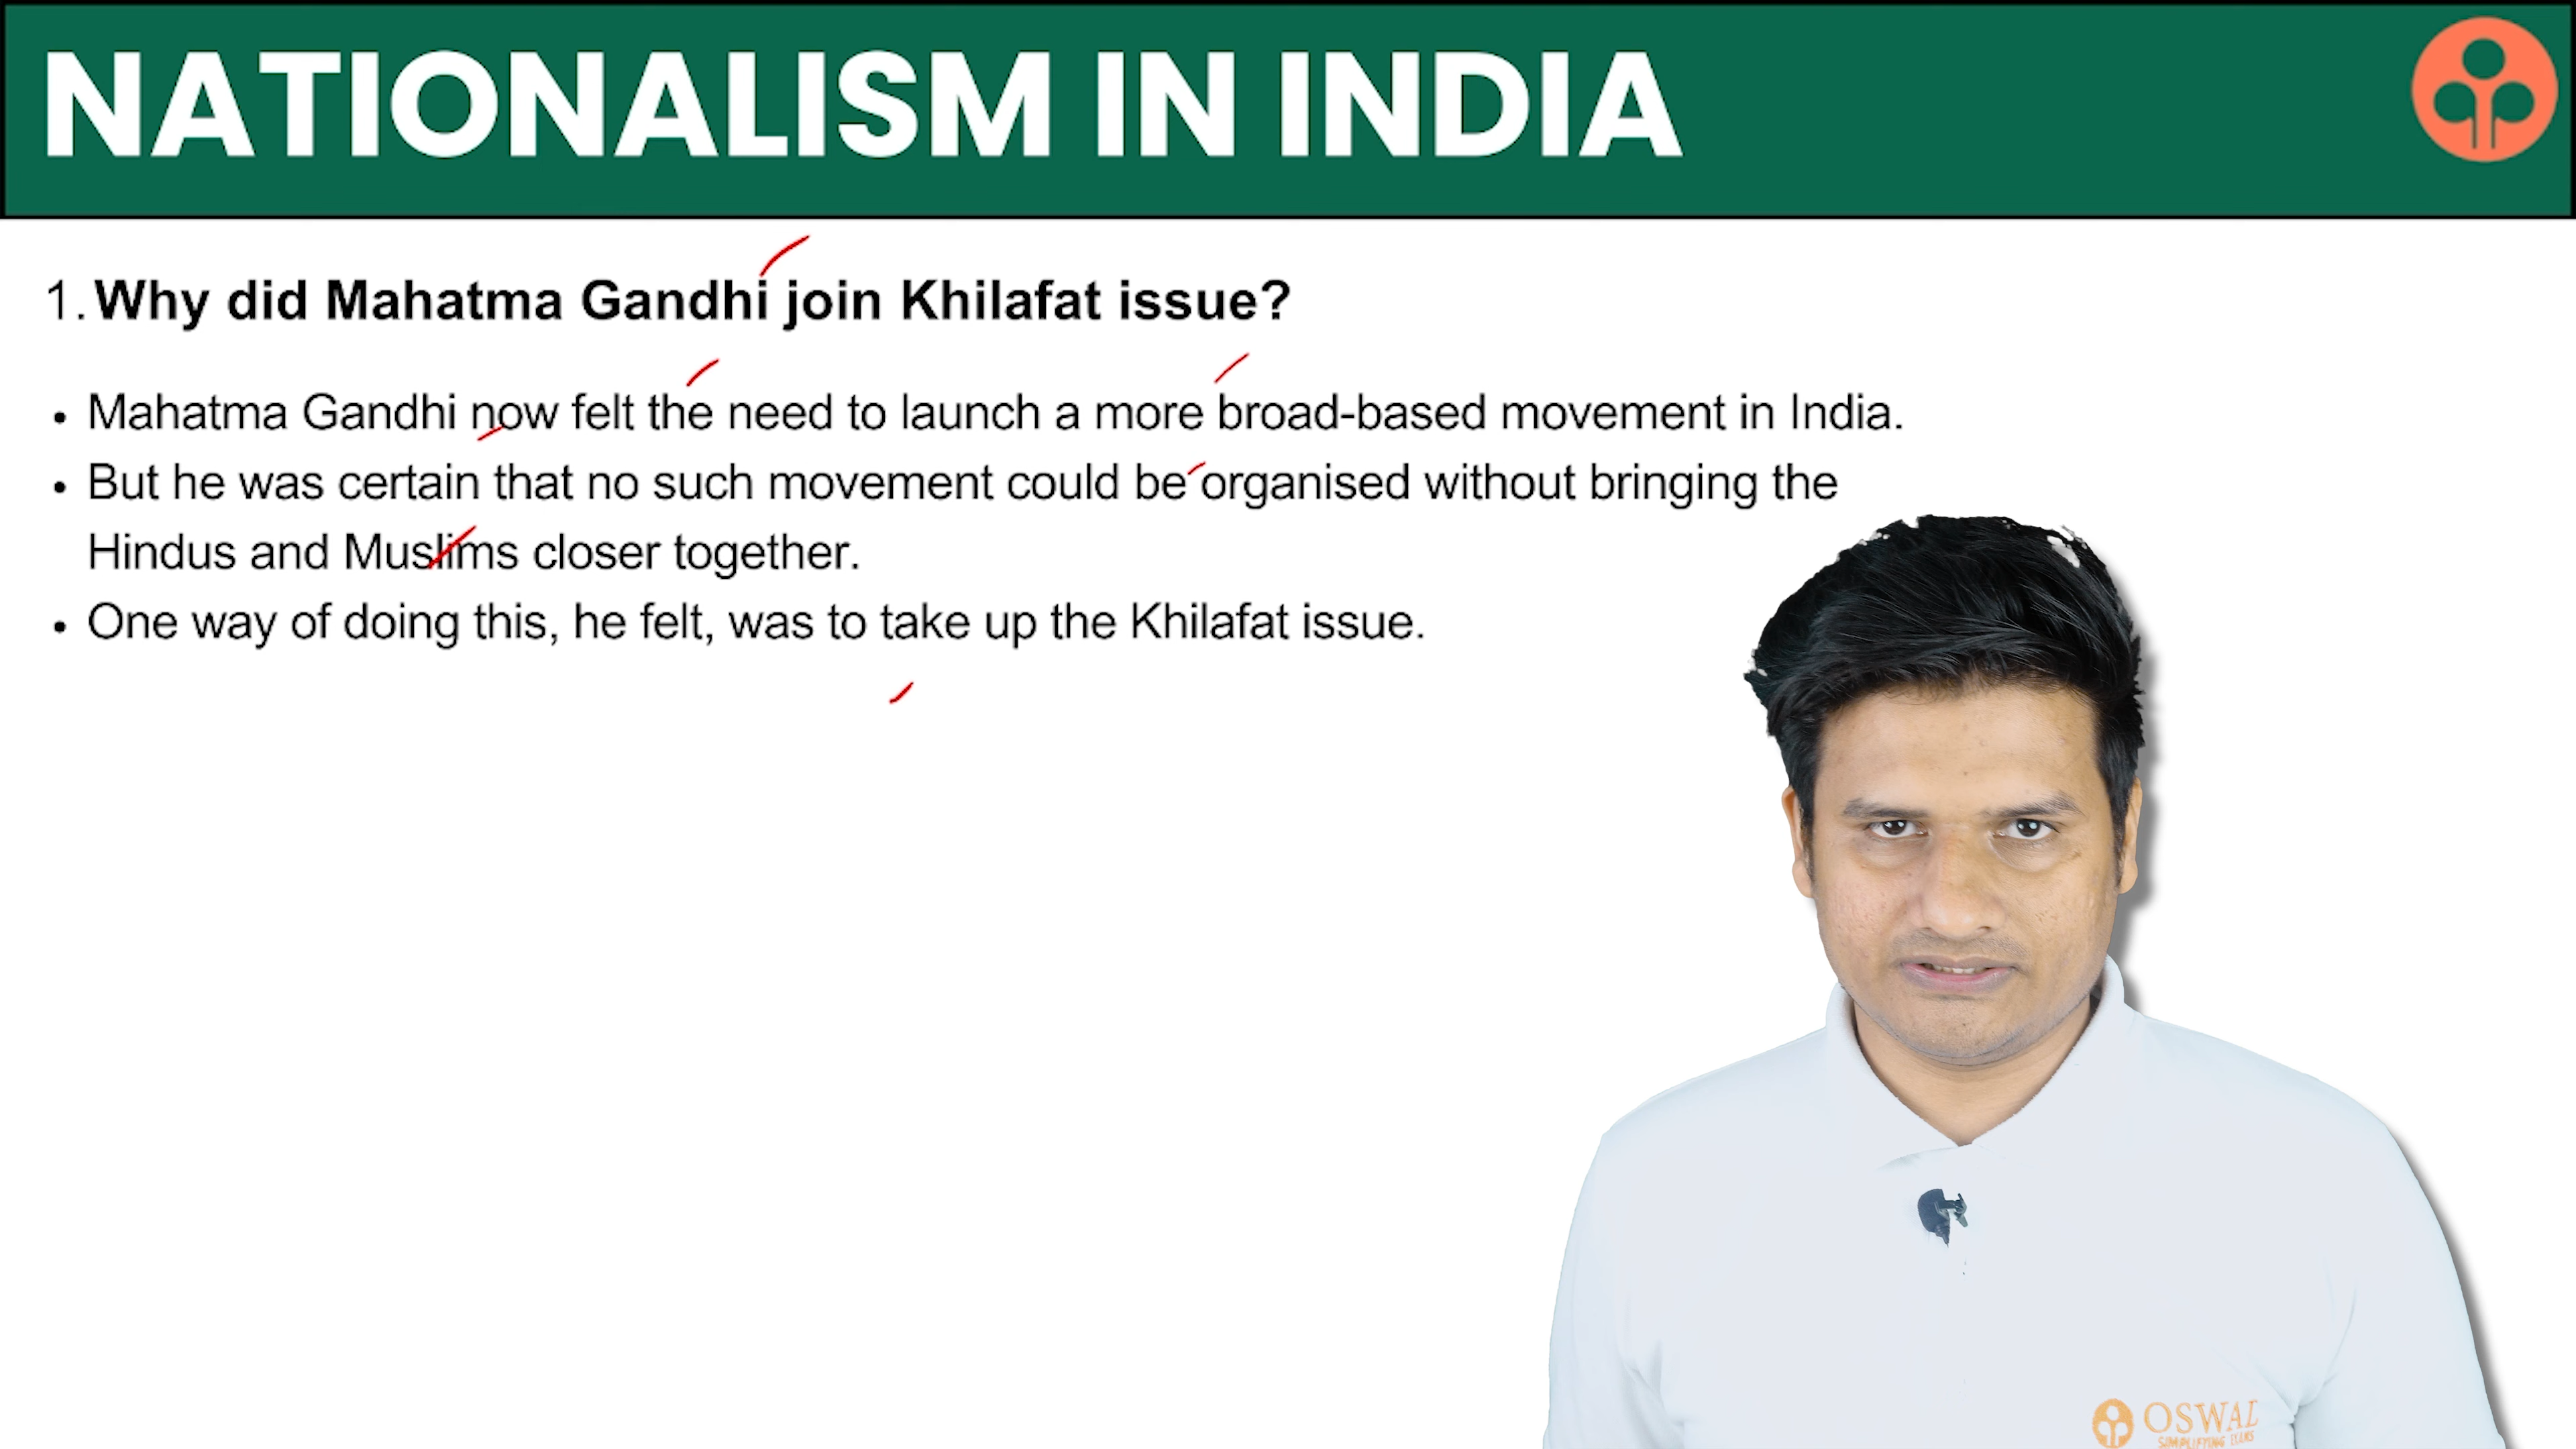 NATIONALISM IN INDIA
1. Why did Mahatma Gandhi join Khilafat issue?
• Mahatma Gandhi now felt the need to launch a more broad-based movement in India.
• But he was certain that no such movement could be organised without bringing the
Hindus and Muslims closer together.
• One way of doing this, he felt, was to take up the Khilafat issue.
OSWAL
SIMPLIFYING EXAMS